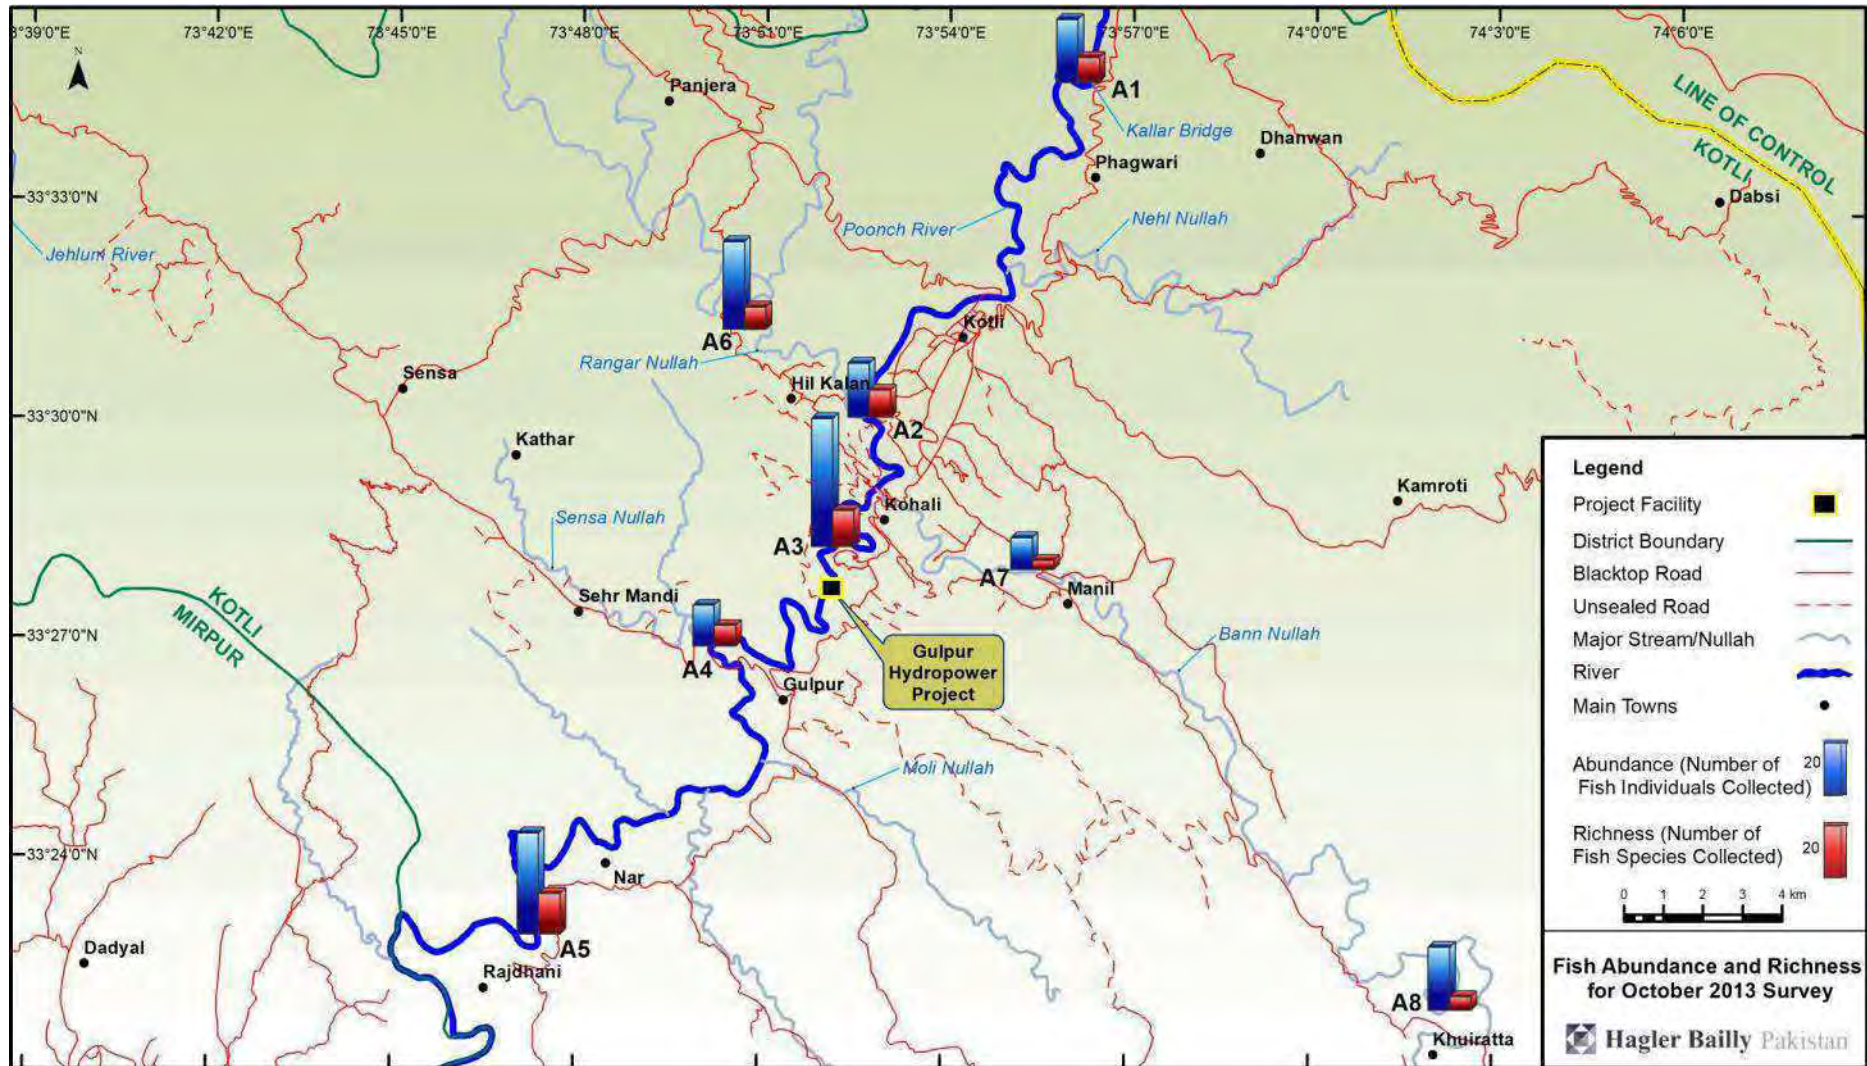 3°39'0"E
73°42'0"E
73°45'0"E
73°48'0"E
73°51'0"E
73°54'0"E
73°57'0"E
74°0'0"E
74°3'0"E
74°6'0"E
N
Panjera
A1
Kallar Bridge
Dhanwan
Phagwari
LINE OF CONTROL
KOTLI
Dabsi
33°33'0"N
Nehl Nullah
Poonch River
Jehlum River
Kotli
A6
Rangar Nullah
Sensa
Hil Kalan
33°30'0"N
A2
Kathar
Kamroti
Kohali
Sensa Nullah
A3
A7
Manil
Sehr Mandi
KOTLI
MIRPUR
33°27'0"N
Bann Nullah
Gulpur
Hydropower
Project
A4
Gulpur
Moli Nullah
33°24'0"N
Nar
A5
Dadyal
Rajdhani
A8
Khuiratta
Legend
Project Facility
District Boundary
Blacktop Road
Unsealed Road
Major Stream/Nullah
River
Main Towns
Abundance (Number of
Fish Individuals Collected)
20
Richness (Number of
Fish Species Collected)
20
0 1 2 3 4 km
Fish Abundance and Richness
for October 2013 Survey
Hagler Bailly Pakistan